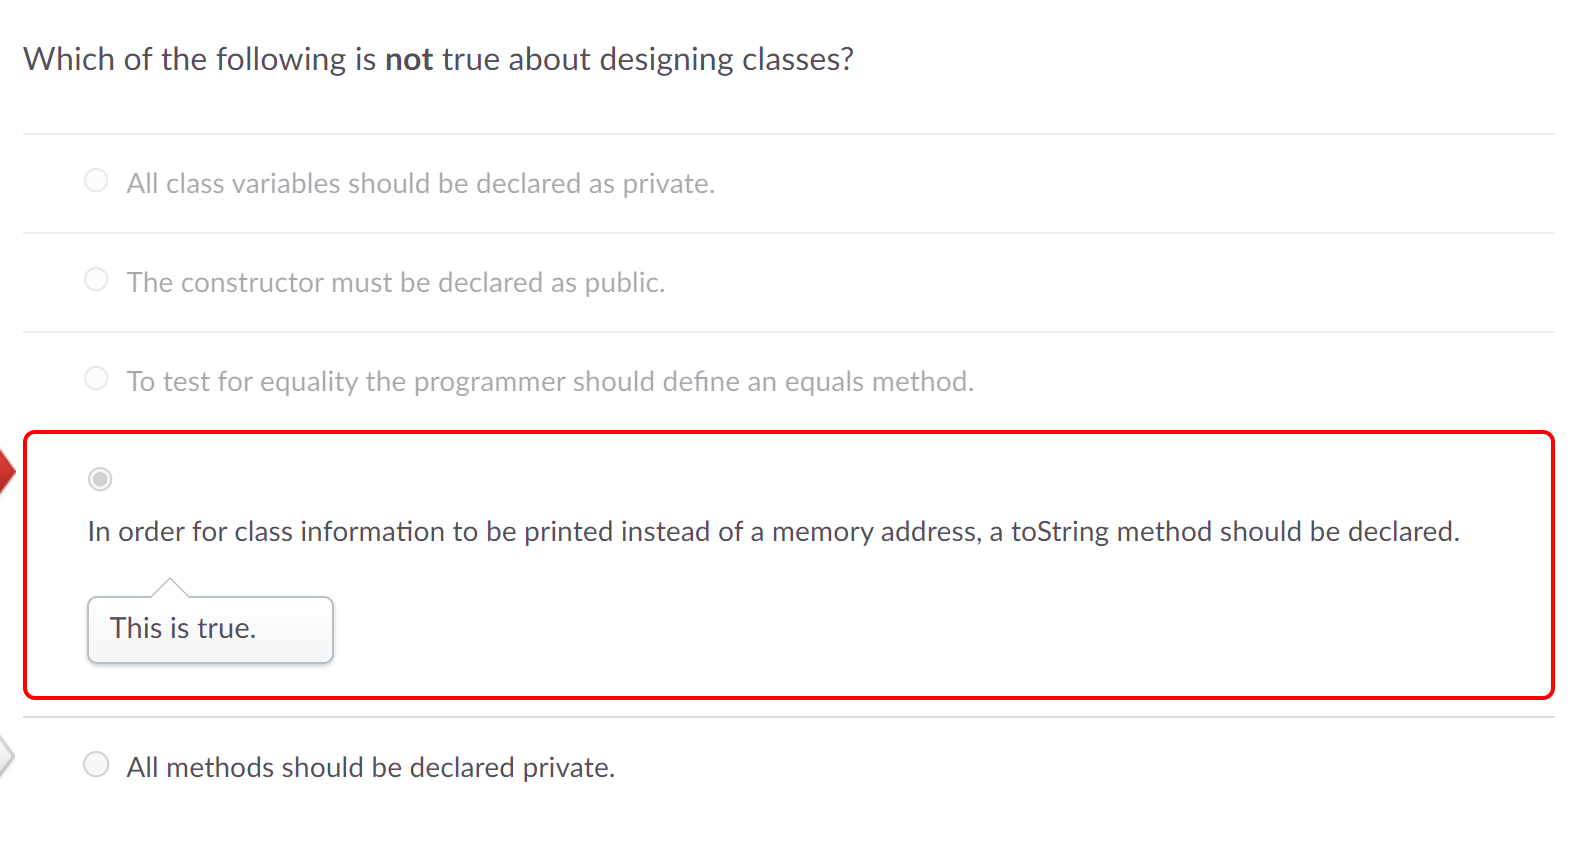 Which of the following is not true about designing classes?
All class variables should be declared as private.
The constructor must be declared as public.
To test for equality the programmer should define an equals method.
In order for class information to be printed instead of a memory address, a toString method should be declared.
This is true.
All methods should be declared private.